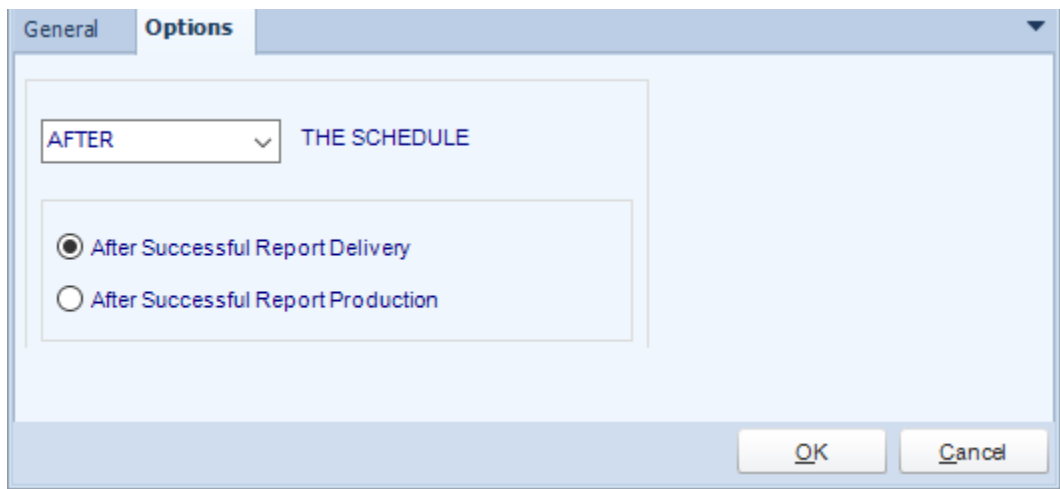 General Options
AFTER THE SCHEDULE
After Successful Report Delivery
After Successful Report Production
OK Cancel